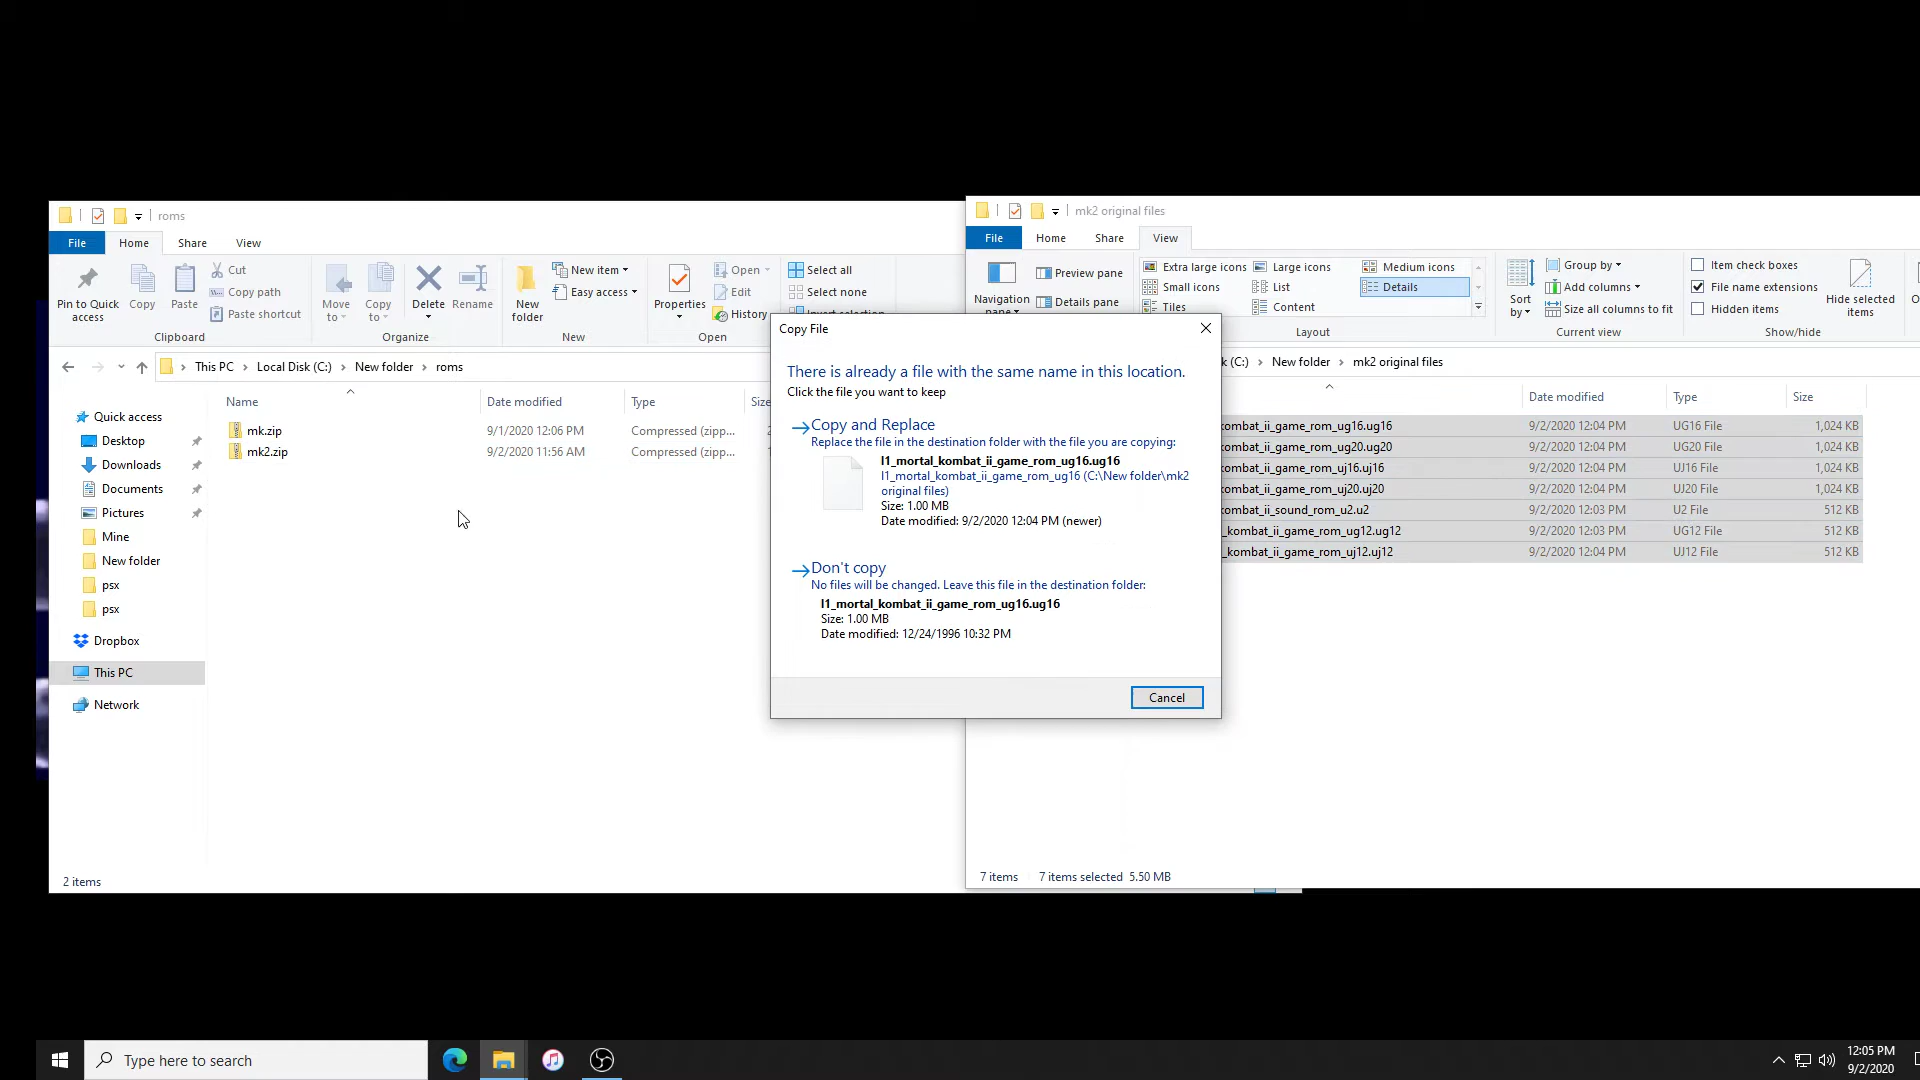 roms
File
Home
Share
View
Pin to Quick access
Copy
Paste
Cut
Copy path
Paste shortcut
Clipboard
Move to
Copy to
Delete
Rename
Organize
New folder
New item
Easy access
New
Properties
Open
Edit
History
Open
Select all
Select none
This PC
Local Disk (C:)
New folder
roms
Name
Date modified
Type
mk.zip
9/1/2020 12:06 PM
Compressed (zipp...
mk2.zip
9/2/2020 11:56 AM
Compressed (zipp...
Quick access
Desktop
Downloads
Documents
Pictures
Mine
New folder
psx
psx
Dropbox
This PC
Network
2 items
Copy File
There is already a file with the same name in this location.
Click the file you want to keep
Copy and Replace
Replace the file in the destination folder with the file you are copying:
l1_mortal_kombat_ii_game_rom_ug16.ug16
l1_mortal_kombat_ii_game_rom_ug16 (C:\New folder\mk2
original files)
Size: 1.00 MB
Date modified: 9/2/2020 12:04 PM (newer)
Don't copy
No files will be changed. Leave this file in the destination folder:
l1_mortal_kombat_ii_game_rom_ug16.ug16
Size: 1.00 MB
Date modified: 12/24/1996 10:32 PM
Cancel
mk2 original files
File
Home
Share
View
Navigation
Preview pane
Details pane
Extra large icons
Large icons
Medium icons
Small icons
List
Details
Tiles
Content
Layout
Sort by
Group by
Add columns
Size all columns to fit
Current view
Item check boxes
File name extensions
Hidden items
Hide selected items
Show/hide
(C:)
New folder
mk2 original files
Date modified
Type
Size
kombat_ii_game_rom_ug16.ug16
9/2/2020 12:04 PM
UG16 File
1,024 KB
kombat_ii_game_rom_ug20.ug20
9/2/2020 12:04 PM
UG20 File
1,024 KB
kombat_ii_game_rom_uj16.uj16
9/2/2020 12:04 PM
UJ16 File
1,024 KB
kombat_ii_game_rom_uj20.uj20
9/2/2020 12:04 PM
UJ20 File
1,024 KB
kombat_ii_sound_rom_u2.u2
9/2/2020 12:03 PM
U2 File
512 KB
_kombat_ii_game_rom_ug12.ug12
9/2/2020 12:03 PM
UG12 File
512 KB
_kombat_ii_game_rom_uj12.uj12
9/2/2020 12:04 PM
UJ12 File
512 KB
7 items
7 items selected 5.50 MB
Type here to search
12:05 PM
9/2/2020